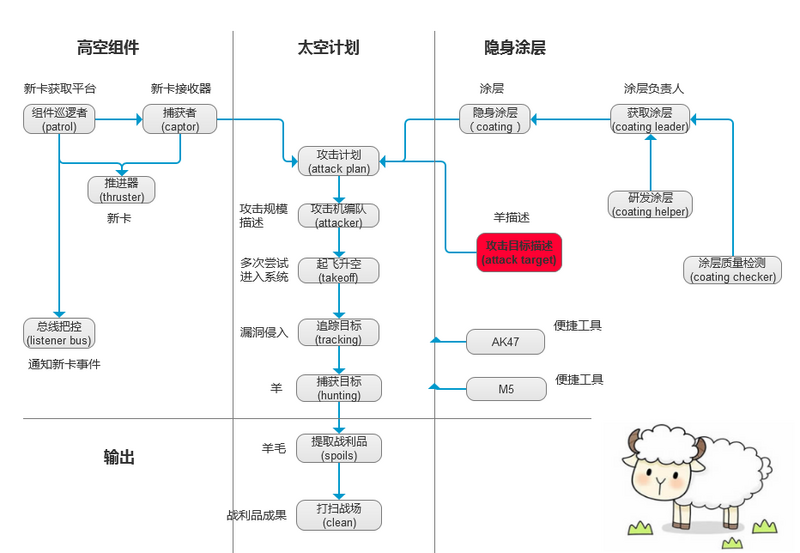 高空组件
太空计划
隐身涂层
新卡获取平台
新卡接收器
涂层
涂层负责人
组件巡逻者
(patrol)
捕获者
(captor)
隐身涂层
( coating )
获取涂层
(coating leader)
攻击计划
(attack plan)
推进器
(thruster)
新卡
研发涂层
(coating helper)
攻击规模
描述
攻击机编队
(attacker)
羊描述
攻击目标描述
(attack target)
多次尝试
进入系统
起飞升空
(takeoff)
涂层质量检测
(coating checker)
总线把控
(listener bus)
通知新卡事件
漏洞侵入
追踪目标
(tracking)
AK47
便捷工具
羊
捕获目标
(hunting)
M5
便捷工具
输出
羊毛
提取战利品
(spoils)
战利品成果
打扫战场
(clean)